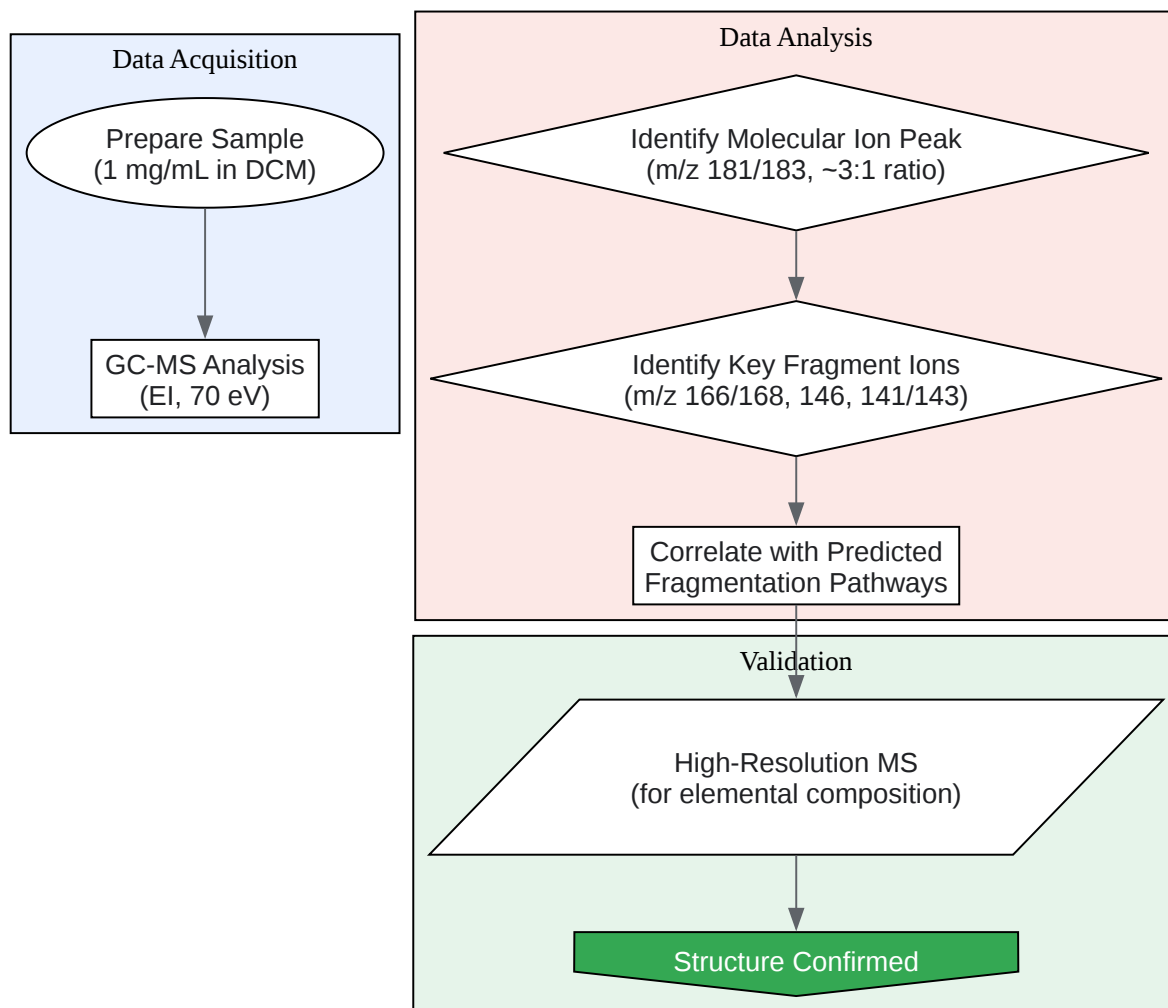 Data Acquisition
Prepare Sample
(1 mg/mL in DCM)
GC-MS Analysis
(EI, 70 eV)
Data Analysis
Identify Molecular Ion Peak
(m/z 181/183, ~3:1 ratio)
Identify Key Fragment Ions
(m/z 166/168, 146, 141/143)
Correlate with Predicted
Fragmentation Pathways
Validation
High-Resolution MS
(for elemental composition)
Structure Confirmed